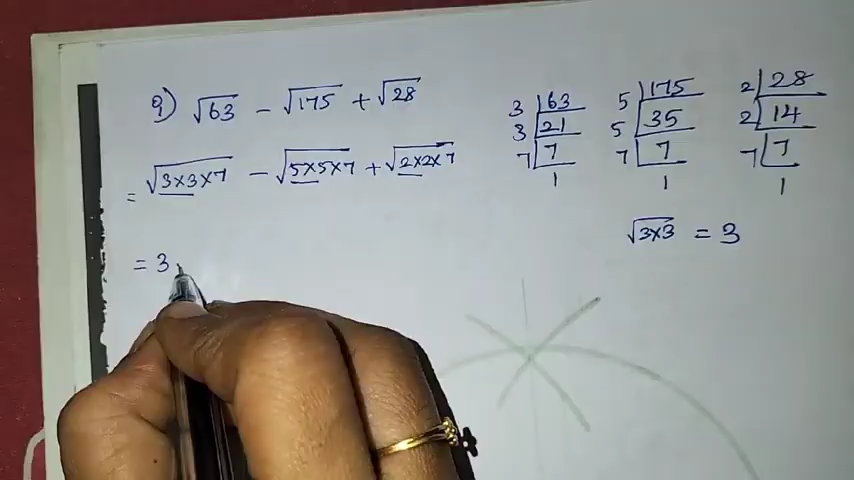 Q) √63 - √175 + √28
= √3×3×7 - √5×5×7 + √2×2×7
= 3
3 | 63
3 | 21
7 | 7
1
5 | 175
5 | 35
7 | 7
1
2 | 28
2 | 14
7 | 7
1
√3×3 = 3